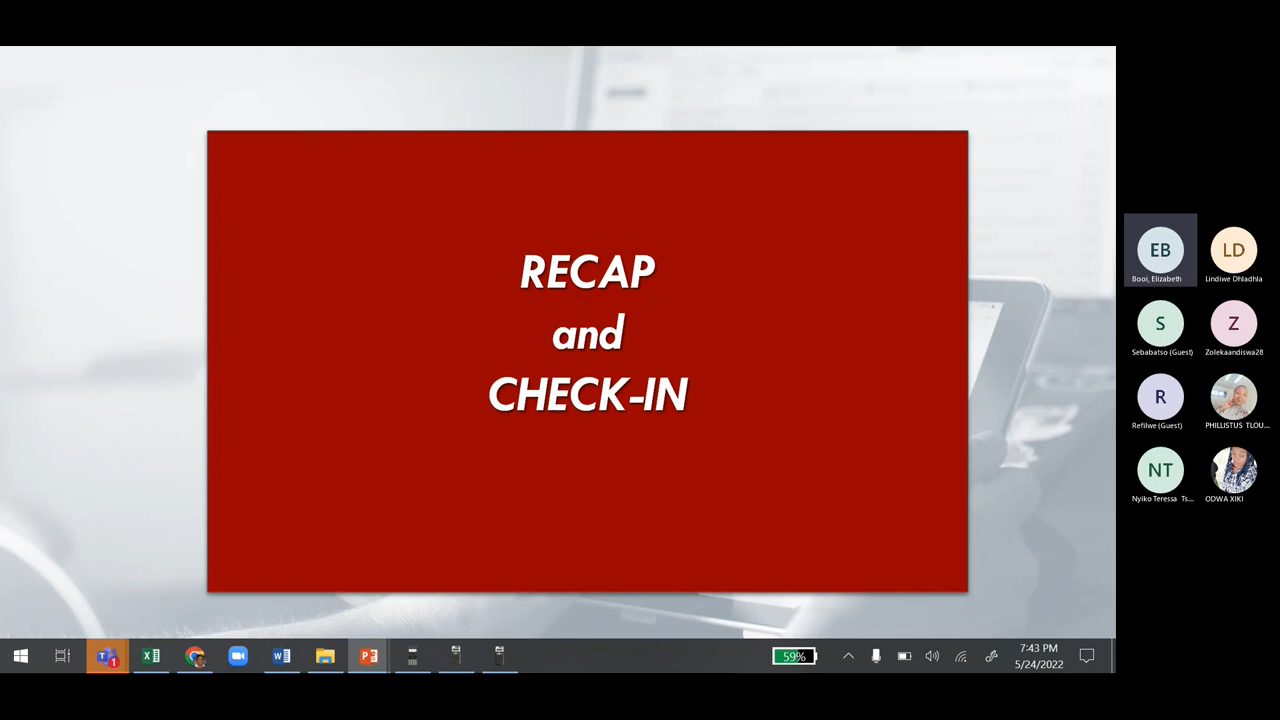 RECAP
and
CHECK-IN
EB
LD
Booi, Elizabeth
Lindiwe Dhladhla
S
Z
Sebabatso (Guest)
Zolekaandiswa28
R
Refilwe (Guest)
PHILLISTUS TLOU...
NT
Nyiko Teressa Ts...
ODWA XIKI
1
59%
7:43 PM
5/24/2022